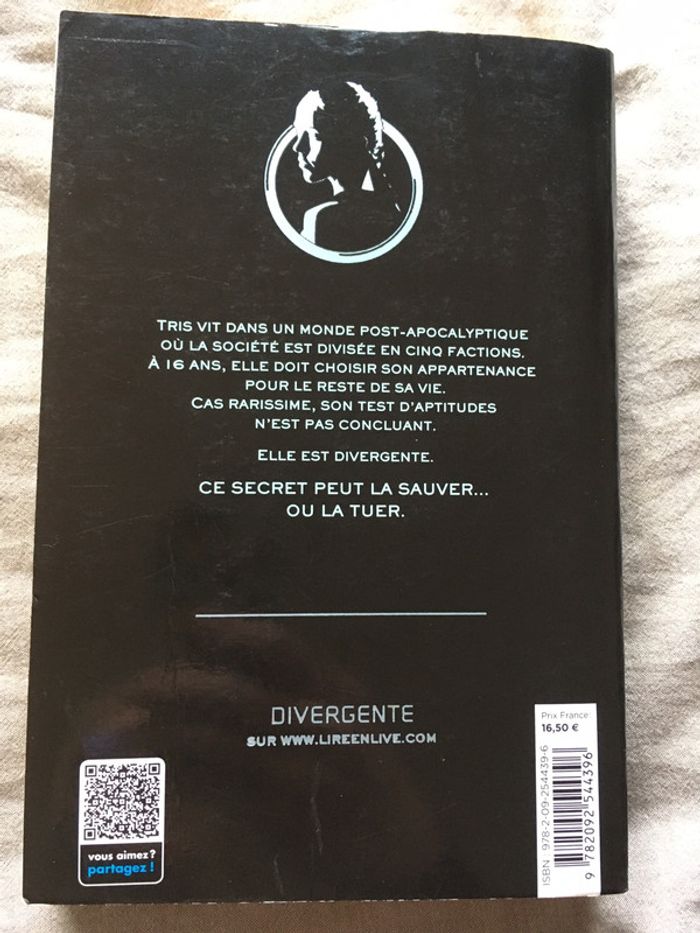 TRIS VIT DANS UN MONDE POST-APOCALYPTIQUE
OÙ LA SOCIÉTÉ EST DIVISÉE EN CINQ FACTIONS.
À 16 ANS, ELLE DOIT CHOISIR SON APPARTENANCE
POUR LE RESTE DE SA VIE.
CAS RARISSIME, SON TEST D'APTITUDES
N'EST PAS CONCLUANT.
ELLE EST DIVERGENTE.
CE SECRET PEUT LA SAUVER...
OU LA TUER.
DIVERGENTE
SUR WWW.LIREENLIVE.COM
vous aimez ?
partagez !
Prix France:
16,50 €
ISBN 978-2-09-254439-6
9 782092 544396